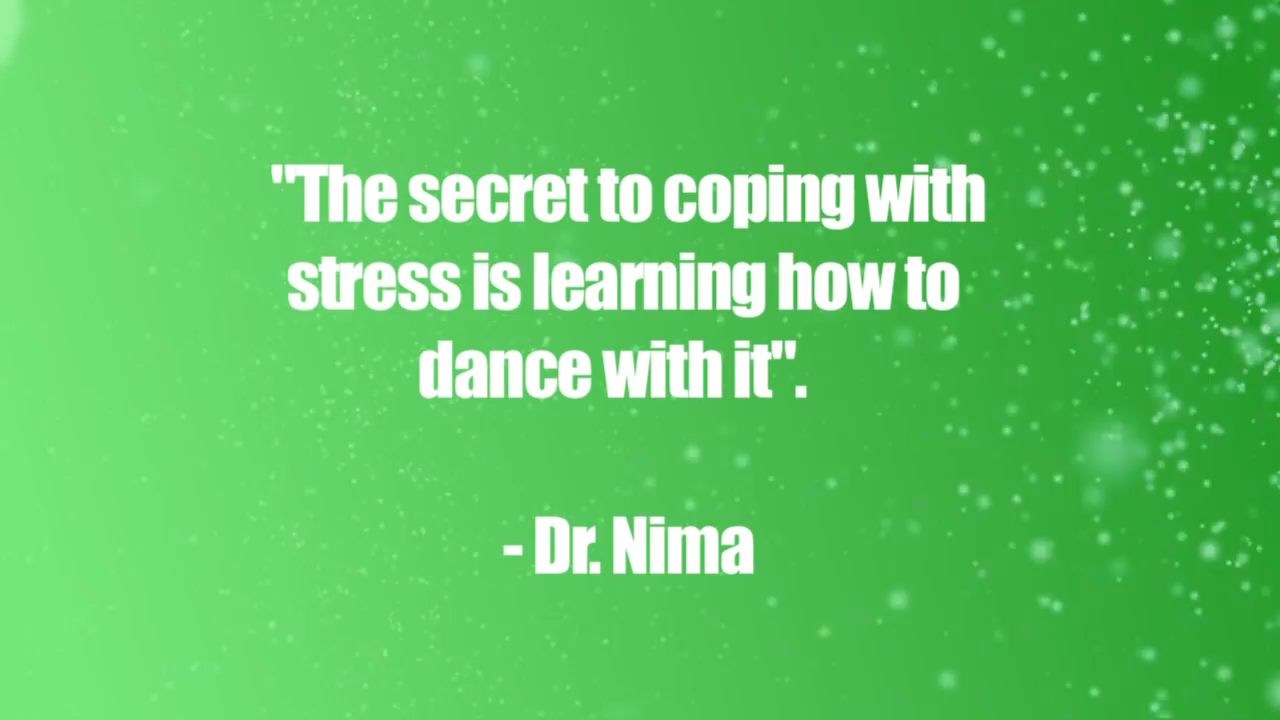 "The secret to coping with
stress is learning how to
dance with it".
- Dr. Nima